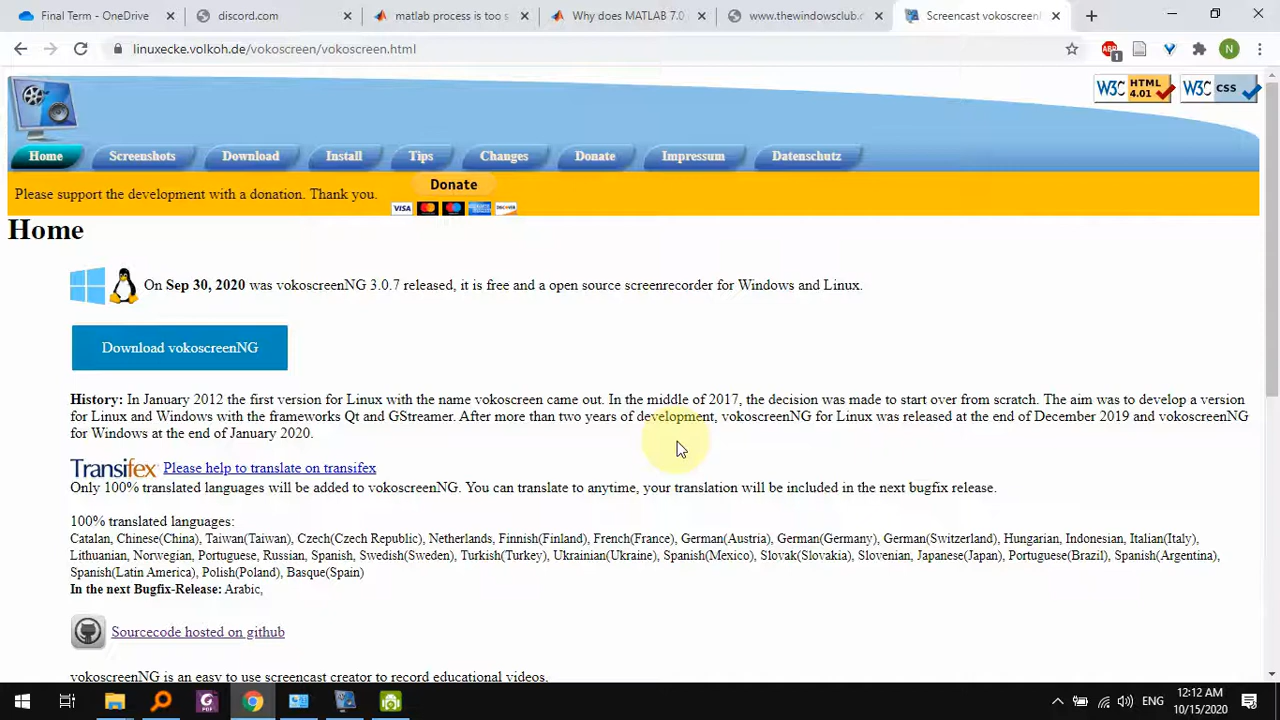 Final Term - OneDrive
discord.com
matlab process is too s
Why does MATLAB 7.0
www.thewindowsclub.c
Screencast vokoscreenN
linuxecke.volkoh.de/vokoscreen/vokoscreen.html
ABP
1
N
W3C HTML 4.01
W3C CSS
Home
Screenshots
Download
Install
Tips
Changes
Donate
Impressum
Datenschutz
Please support the development with a donation. Thank you.
Donate
VISA
DISCOVER
Home
On Sep 30, 2020 was vokoscreenNG 3.0.7 released, it is free and a open source screenrecorder for Windows and Linux.
Download vokoscreenNG
History: In January 2012 the first version for Linux with the name vokoscreen came out. In the middle of 2017, the decision was made to start over from scratch. The aim was to develop a version
for Linux and Windows with the frameworks Qt and GStreamer. After more than two years of development, vokoscreenNG for Linux was released at the end of December 2019 and vokoscreenNG
for Windows at the end of January 2020.
Transifex Please help to translate on transifex
Only 100% translated languages will be added to vokoscreenNG. You can translate to anytime, your translation will be included in the next bugfix release.
100% translated languages:
Catalan, Chinese(China), Taiwan(Taiwan), Czech(Czech Republic), Netherlands, Finnish(Finland), French(France), German(Austria), German(Germany), German(Switzerland), Hungarian, Indonesian, Italian(Italy),
Lithuanian, Norwegian, Portuguese, Russian, Spanish, Swedish(Sweden), Turkish(Turkey), Ukrainian(Ukraine), Spanish(Mexico), Slovak(Slovakia), Slovenian, Japanese(Japan), Portuguese(Brazil), Spanish(Argentina),
Spanish(Latin America), Polish(Poland), Basque(Spain)
In the next Bugfix-Release: Arabic,
Sourcecode hosted on github
vokoscreenNG is an easy to use screencast creator to record educational videos.
ENG
12:12 AM
10/15/2020